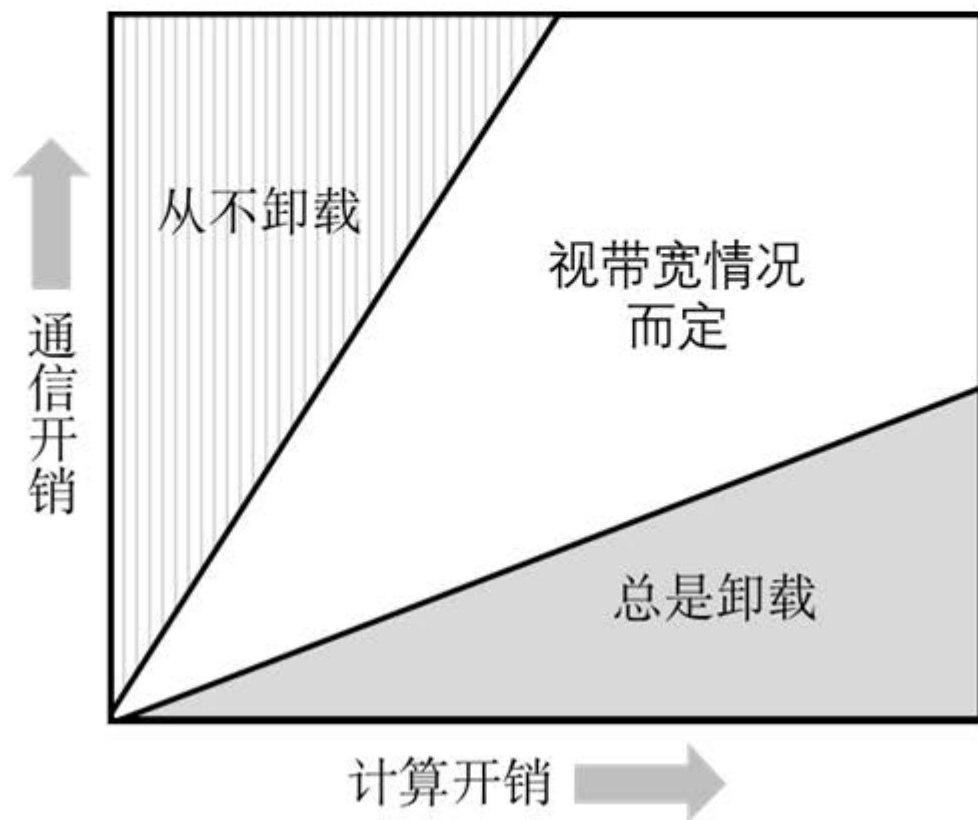 从不卸载
视带宽情况
而定
通信开销
总是卸载
计算开销